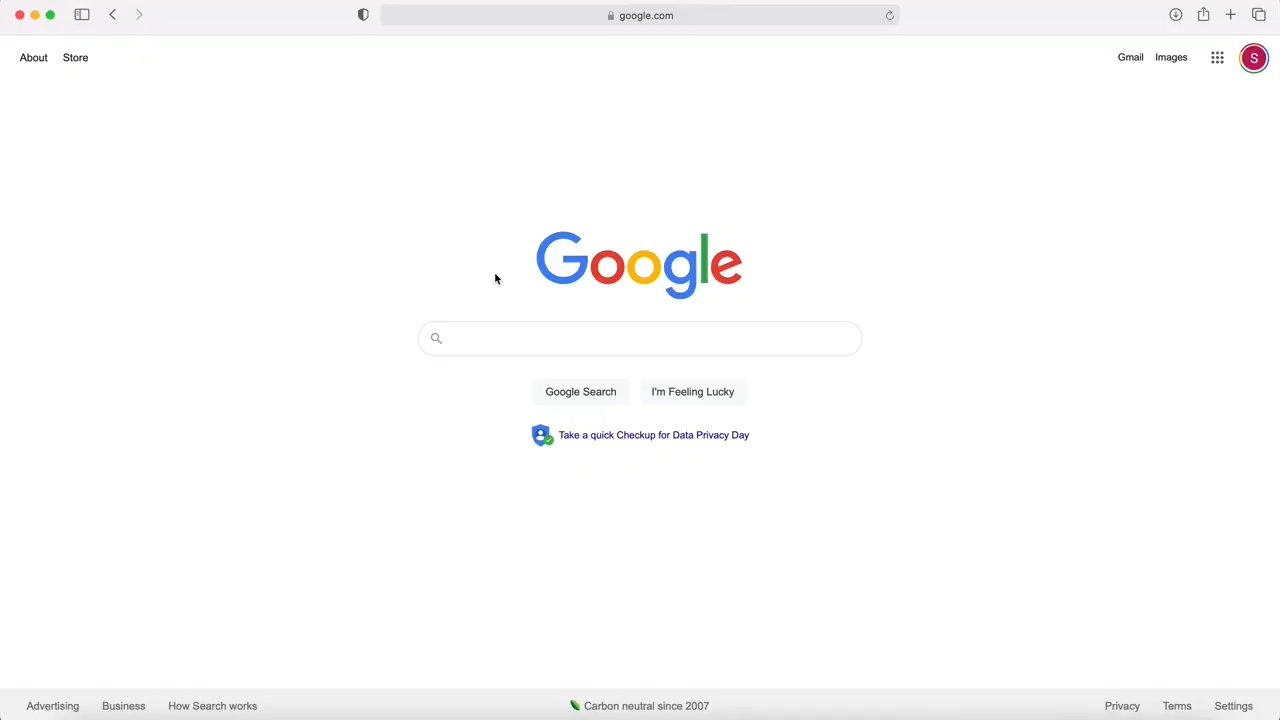 google.com
About Store
Gmail Images
S
Google
Google Search I'm Feeling Lucky
Take a quick Checkup for Data Privacy Day
Advertising Business How Search works
Carbon neutral since 2007
Privacy Terms Settings